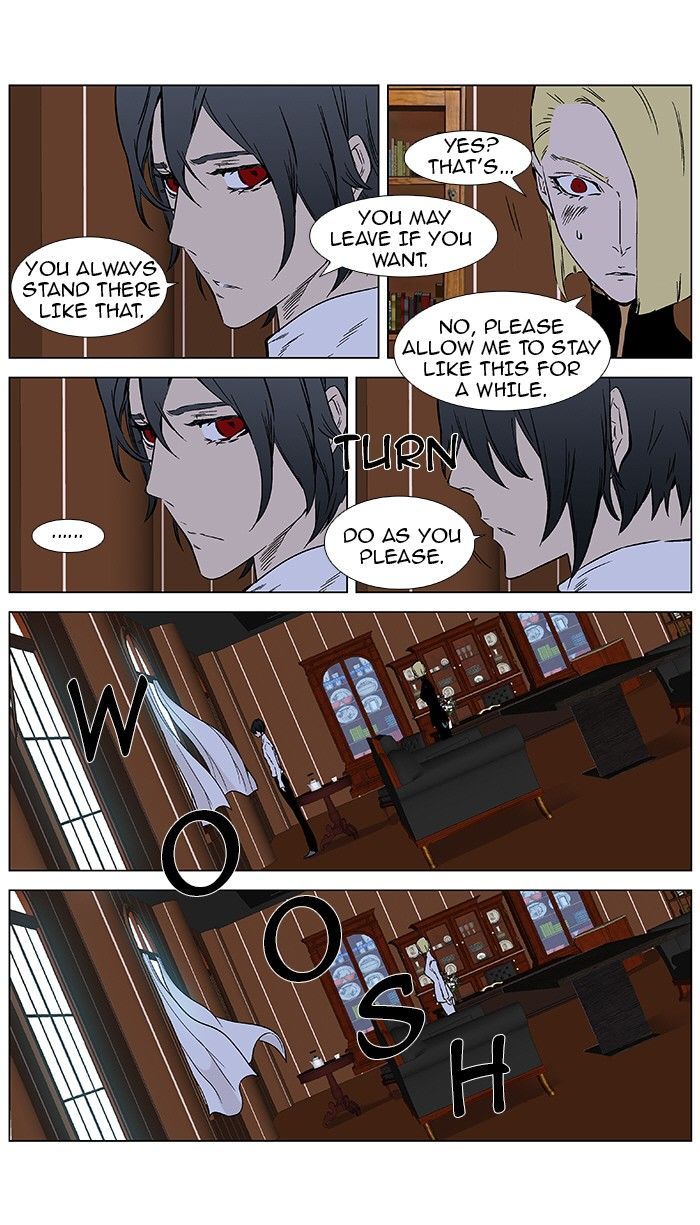 YOU ALWAYS
STAND THERE
LIKE THAT.
YES?
THAT'S...
YOU MAY
LEAVE IF YOU
WANT.
NO, PLEASE
ALLOW ME TO STAY
LIKE THIS FOR
A WHILE.
......
TURN
DO AS YOU
PLEASE.
WOOSH